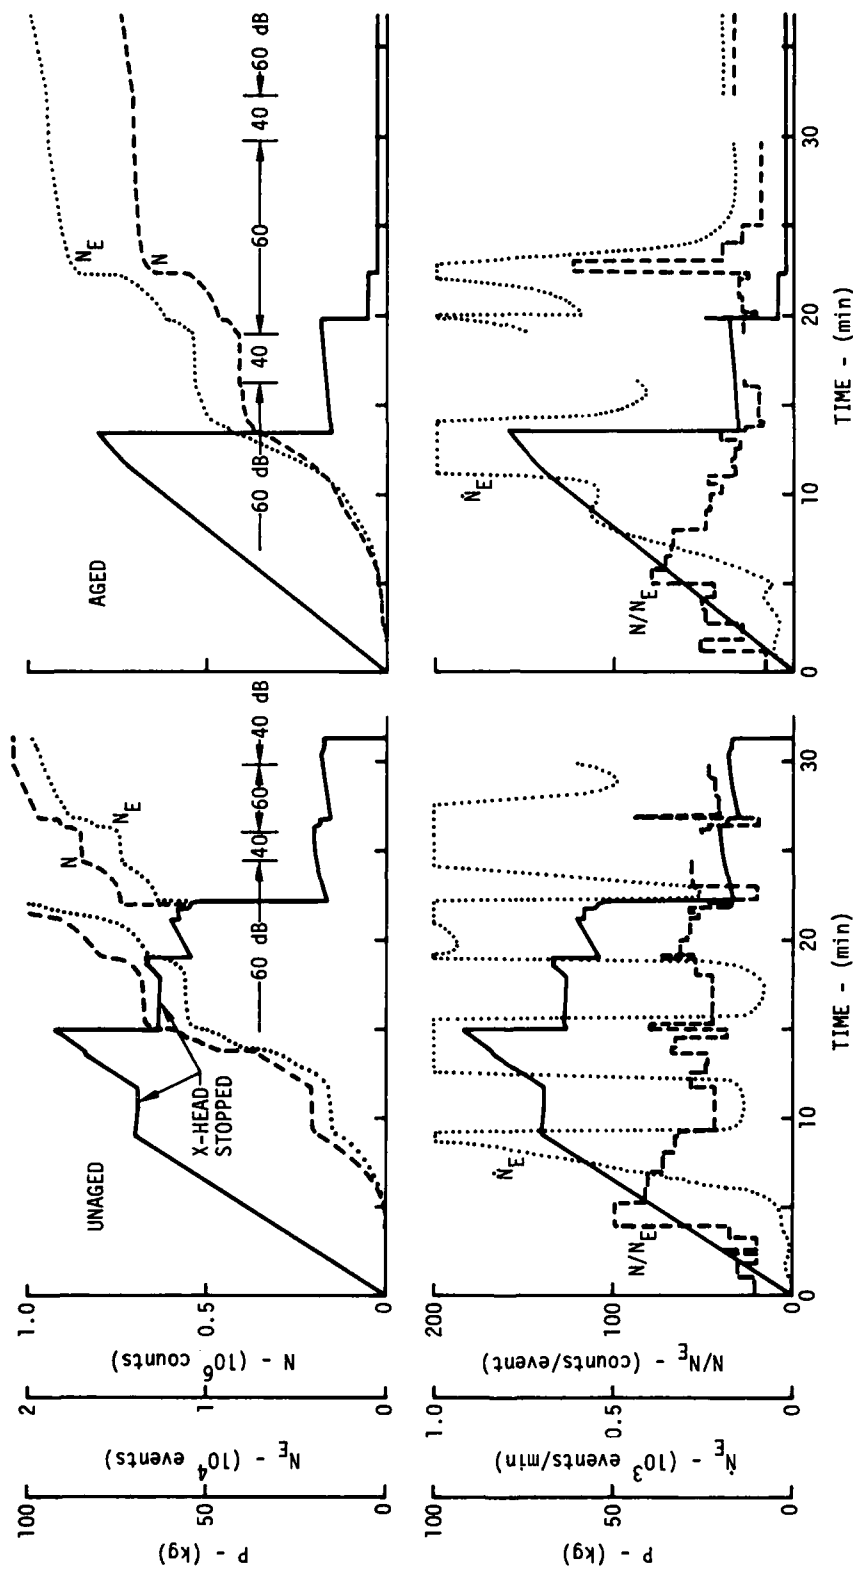 P - (kg)
100
50
0
N_E - (10^4 events)
2
1
0
N - (10^6 counts)
1.0
0.5
0
UNAGED
X-HEAD
STOPPED
N
N_E
60 dB
40
60
40 dB
AGED
N_E
N
60 dB
40
60
40
60 dB
P - (kg)
100
50
0
Ṅ_E - (10^3 events/min)
1.0
0.5
0
N/N_E - (counts/event)
200
100
0
Ṅ_E
N/N_E
0
10
20
30
TIME - (min)
Ṅ_E
N/N_E
0
10
20
30
TIME - (min)